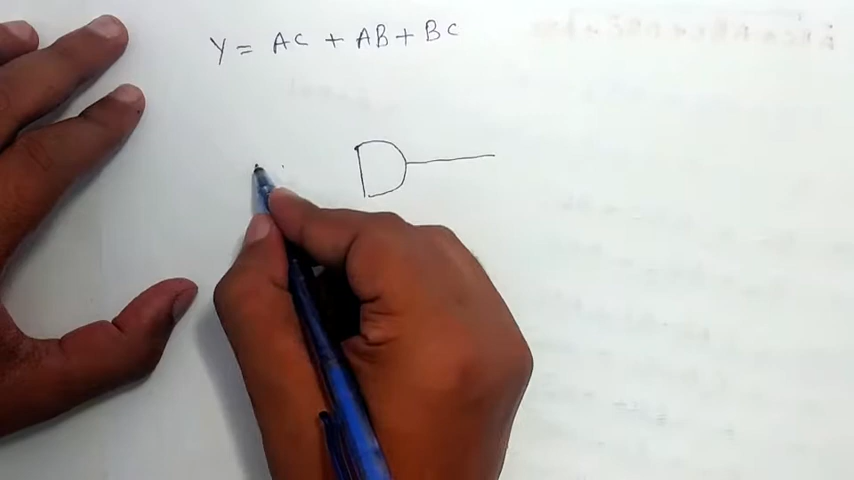 Y = AC + AB + BC